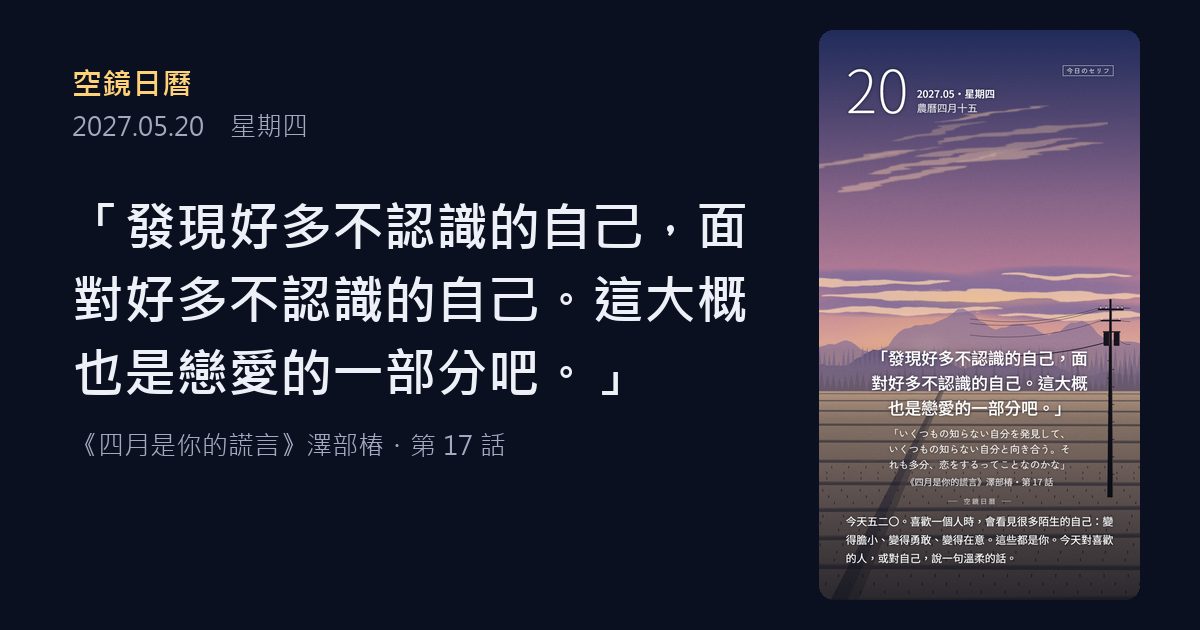 空鏡日曆
2027.05.20 星期四
「發現好多不認識的自己，面
對好多不認識的自己。這大概
也是戀愛的一部分吧。」
《四月是你的謊言》澤部椿・第 17 話
20
2027.05・星期四
農曆四月十五
今日のセリフ
「發現好多不認識的自己，面
對好多不認識的自己。這大概
也是戀愛的一部分吧。」
「いくつもの知らない自分を発見して、
いくつもの知らない自分と向き合う。そ
れも多分、恋をするってことなのかな」
《四月是你的謊言》澤部椿・第 17 話
空鏡日曆
今天五二〇。喜歡一個人時，會看見很多陌生的自己：變
得膽小、變得勇敢、變得在意。這些都是你。今天對喜歡
的人，或對自己，說一句溫柔的話。